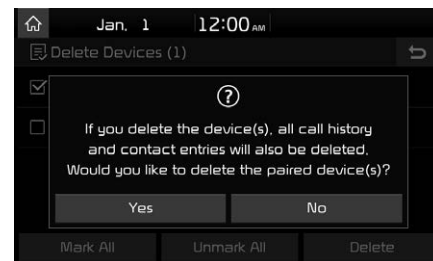 Jan. 1 12:00 AM
Delete Devices (1)
?
If you delete the device(s), all call history
and contact entries will also be deleted.
Would you like to delete the paired device(s)?
Yes No
Mark All Unmark All Delete